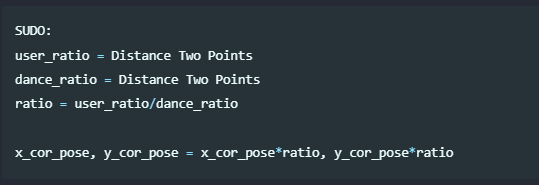 SUDO:
user_ratio = Distance Two Points
dance_ratio = Distance Two Points
ratio = user_ratio/dance_ratio
x_cor_pose, y_cor_pose = x_cor_pose*ratio, y_cor_pose*ratio